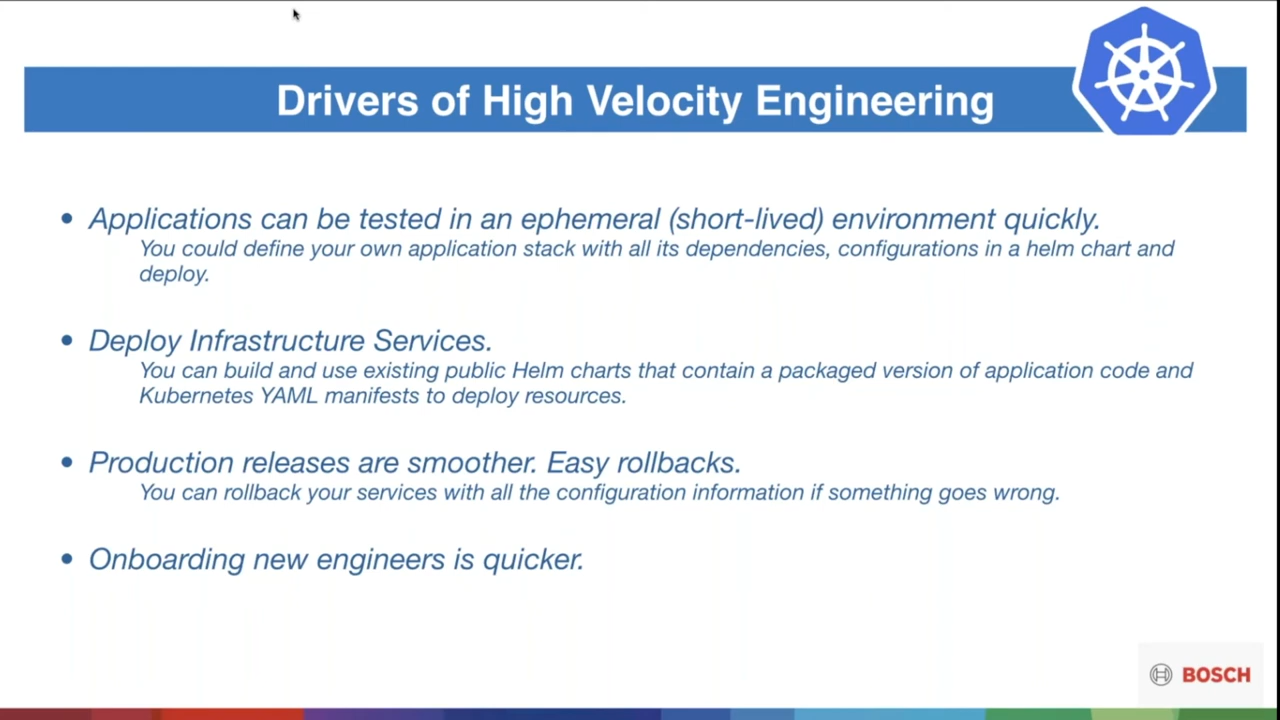 Drivers of High Velocity Engineering
• Applications can be tested in an ephemeral (short-lived) environment quickly.
You could define your own application stack with all its dependencies, configurations in a helm chart and
deploy.
• Deploy Infrastructure Services.
You can build and use existing public Helm charts that contain a packaged version of application code and
Kubernetes YAML manifests to deploy resources.
• Production releases are smoother. Easy rollbacks.
You can rollback your services with all the configuration information if something goes wrong.
• Onboarding new engineers is quicker.
BOSCH